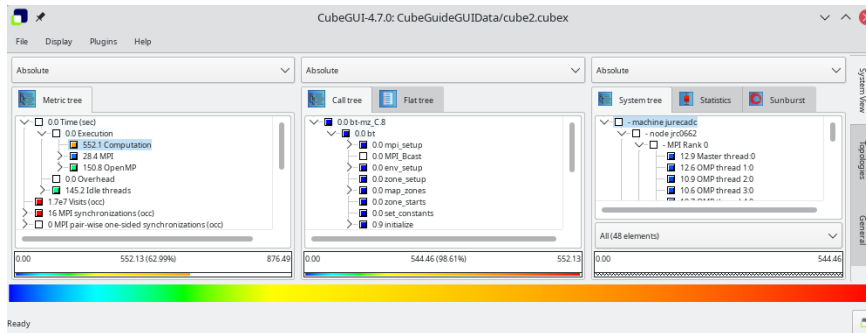 CubeGUI-4.7.0: CubeGuideGUIData/cube2.cubex
File Display Plugins Help
Absolute
Metric tree
0.0 Time (sec)
0.0 Execution
552.1 Computation
28.4 MPI
150.8 OpenMP
0.0 Overhead
145.2 Idle threads
1.7e7 Visits (occ)
16 MPI synchronizations (occ)
0 MPI pair-wise one-sided synchronizations (occ)
0.00 552.13 (62.99%) 876.49
Absolute
Call tree Flat tree
0.0 bt-mz_C.8
0.0 bt
0.0 mpi_setup
0.0 MPI_Bcast
0.0 env_setup
0.0 zone_setup
0.0 map_zones
0.0 zone_starts
0.0 set_constants
0.9 initialize
0.00 544.46 (98.61%) 552.13
Absolute
System tree Statistics Sunburst
- machine jurecadc
- node jrc0662
- MPI Rank 0
12.9 Master thread:0
12.6 OMP thread 1:0
10.9 OMP thread 2:0
10.6 OMP thread 3:0
All (48 elements)
0.00 544.46
System View
Topologies
General
Ready